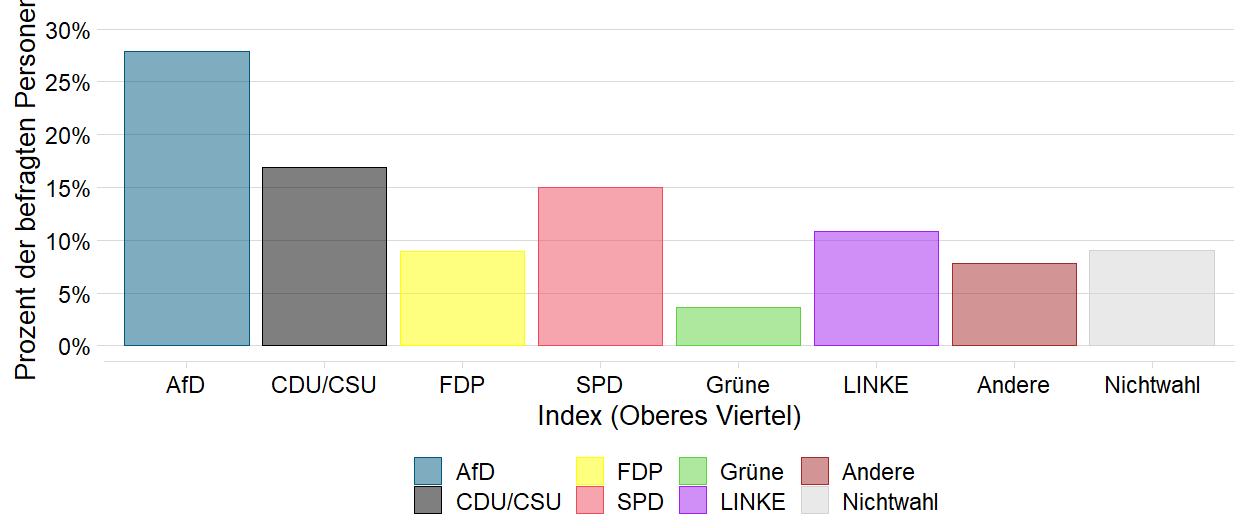 Prozent der befragten Personen
30%
25%
20%
15%
10%
5%
0%
AfD CDU/CSU FDP SPD Grüne LINKE Andere Nichtwahl
Index (Oberes Viertel)
AfD FDP Grüne Andere
CDU/CSU SPD LINKE Nichtwahl